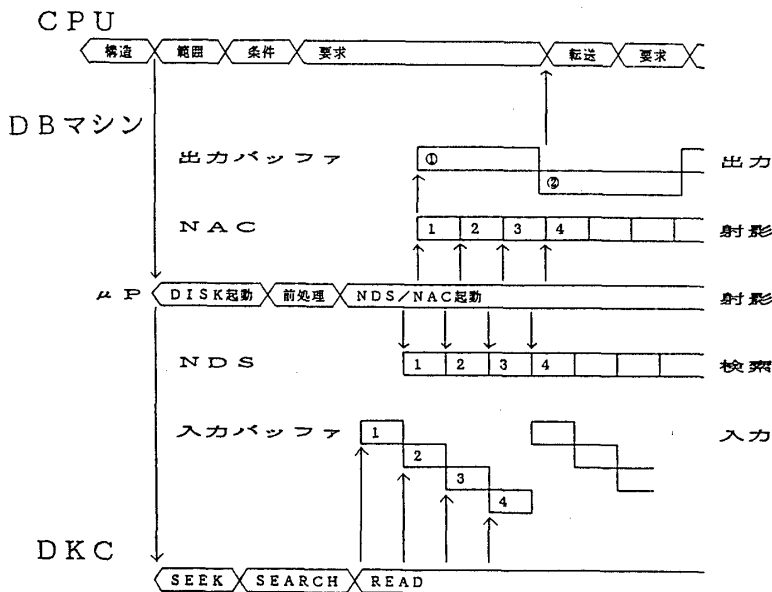 CPU
構造 範囲 条件 要求 転送 要求
DBマシン
出力バッファ ① ② 出力
NAC 1 2 3 4 射影
μP DISK起動 前処理 NDS/NAC起動 射影
NDS 1 2 3 4 検索
入力バッファ 1 2 3 4 入力
DKC
SEEK SEARCH READ